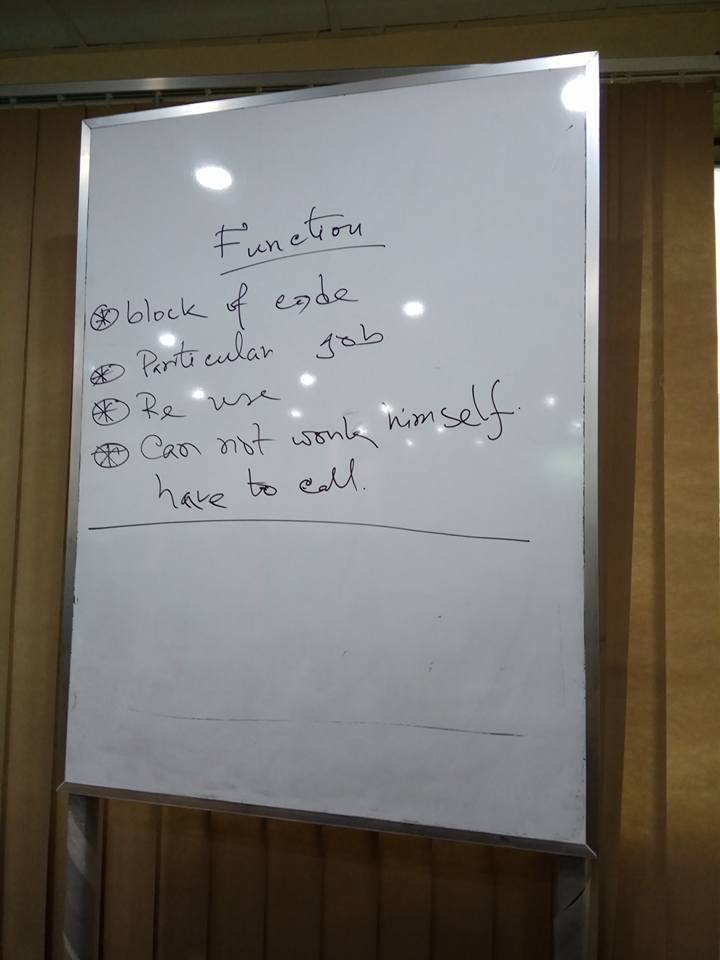 Function
block of code
Particular Job
Re use
Can not work himself.
have to call.